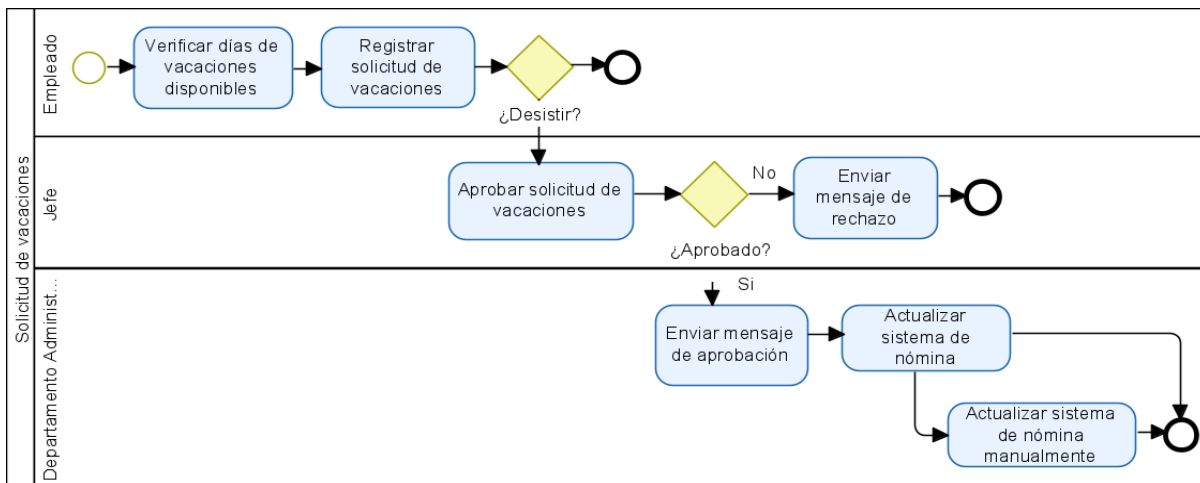 Solicitud de vacaciones
Empleado
Verificar días de
vacaciones
disponibles
Registrar
solicitud de
vacaciones
¿Desistir?
Jefe
Aprobar solicitud de
vacaciones
¿Aprobado?
No
Enviar
mensaje de
rechazo
Departamento Administ...
Si
Enviar mensaje
de aprobación
Actualizar
sistema de
nómina
Actualizar sistema
de nómina
manualmente